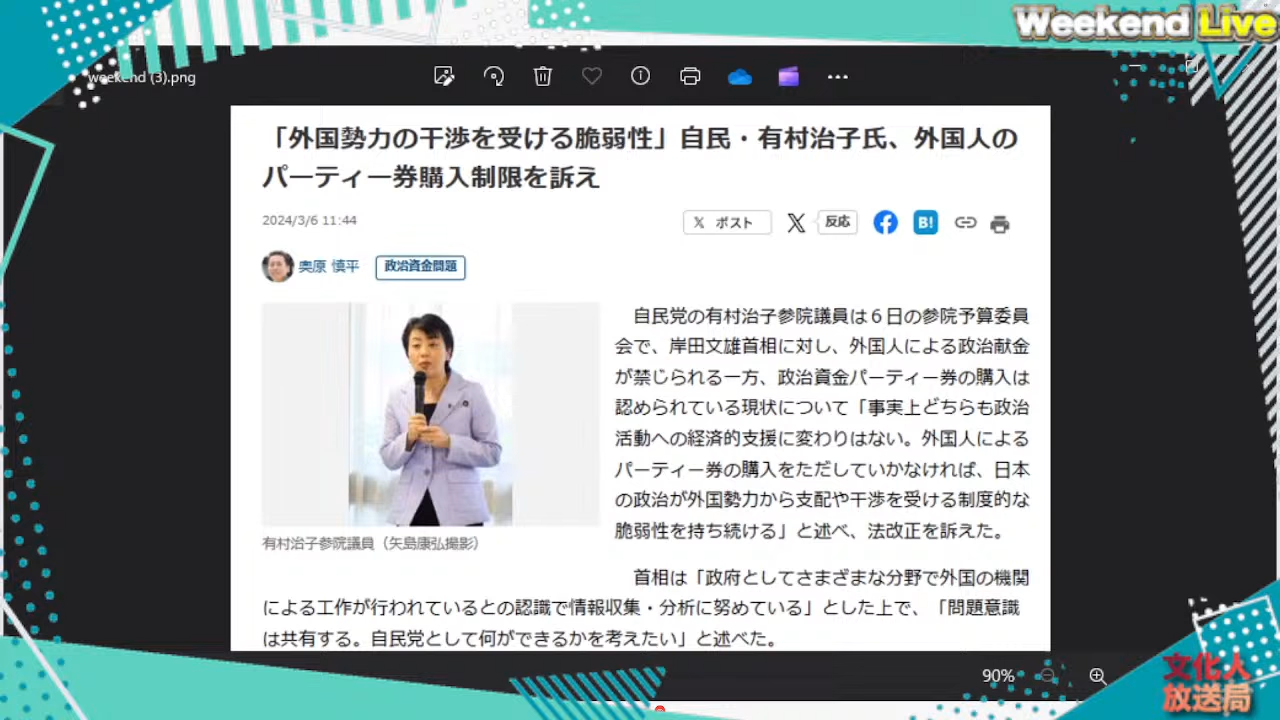 Weekend Live
weekend (3).png
「外国勢力の干渉を受ける脆弱性」自民・有村治子氏、外国人の
パーティー券購入制限を訴え
2024/3/6 11:44
X ポスト
X 反応
B!
奥原 慎平 政治資金問題
自民党の有村治子参院議員は６日の参院予算委員
会で、岸田文雄首相に対し、外国人による政治献金
が禁じられる一方、政治資金パーティー券の購入は
認められている現状について「事実上どちらも政治
活動への経済的支援に変わりはない。外国人による
パーティー券の購入をただしていかなければ、日本
の政治が外国勢力から支配や干渉を受ける制度的な
脆弱性を持ち続ける」と述べ、法改正を訴えた。
有村治子参院議員（矢島康弘撮影）
首相は「政府としてさまざまな分野で外国の機関
による工作が行われているとの認識で情報収集・分析に努めている」とした上で、「問題意識
は共有する。自民党として何ができるかを考えたい」と述べた。
90%
文化人
放送局